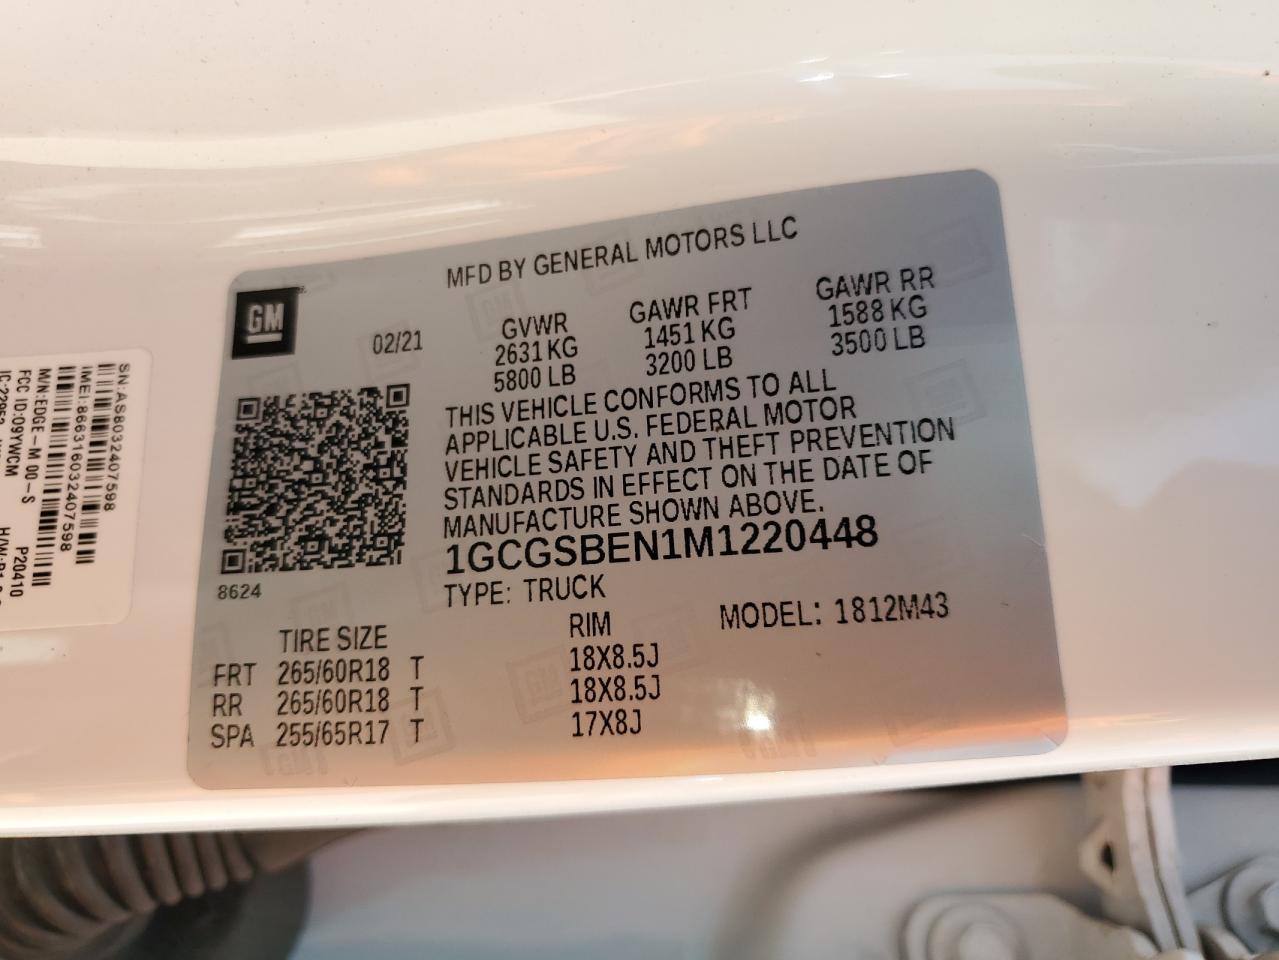 MFD BY GENERAL MOTORS LLC
GM
02/21
GVWR
2631 KG
5800 LB
GAWR FRT
1451 KG
3200 LB
GAWR RR
1588 KG
3500 LB
THIS VEHICLE CONFORMS TO ALL
APPLICABLE U.S. FEDERAL MOTOR
VEHICLE SAFETY AND THEFT PREVENTION
STANDARDS IN EFFECT ON THE DATE OF
MANUFACTURE SHOWN ABOVE.
1GCGSBEN1M1220448
8624
TYPE: TRUCK
MODEL: 1812M43
TIRE SIZE RIM
FRT 265/60R18 T 18X8.5J
RR 265/60R18 T 18X8.5J
SPA 255/65R17 T 17X8J
SN:AS8032407598
IMEI:866316032407598
M/N:EDGE-M 00-S P20410
FCC ID:09YWCM